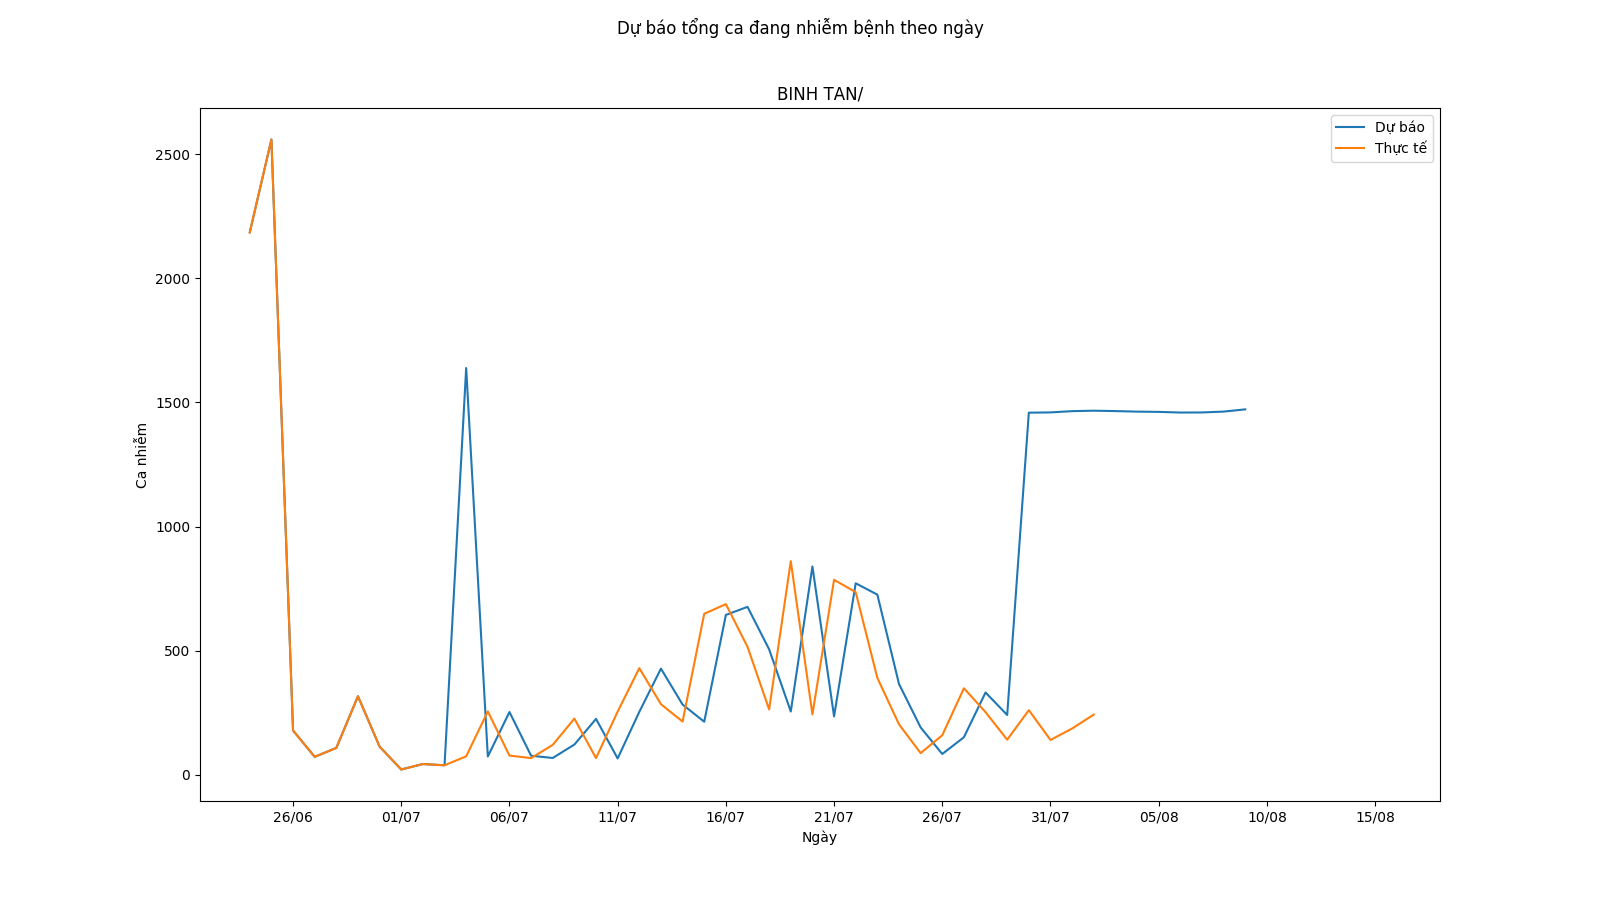 Dự báo tổng ca đang nhiễm bệnh theo ngày
BINH TAN/
Dự báo
Thực tế
2500
2000
1500
1000
500
0
Ca nhiễm
26/06 01/07 06/07 11/07 16/07 21/07 26/07 31/07 05/08 10/08 15/08
Ngày